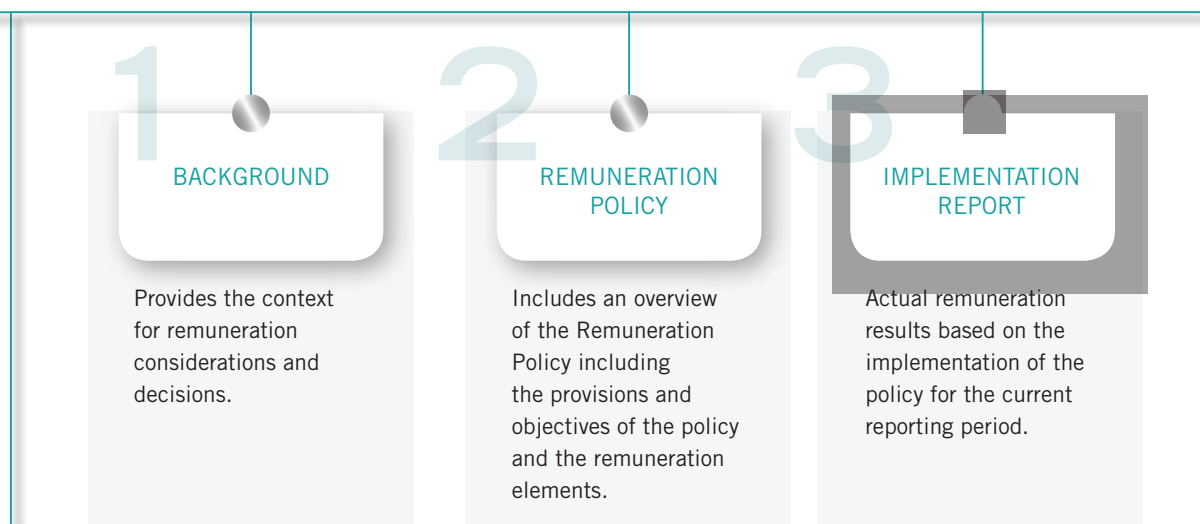 1
BACKGROUND
Provides the context
for remuneration
considerations and
decisions.
2
REMUNERATION
POLICY
Includes an overview
of the Remuneration
Policy including
the provisions and
objectives of the policy
and the remuneration
elements.
3
IMPLEMENTATION
REPORT
Actual remuneration
results based on the
implementation of the
policy for the current
reporting period.